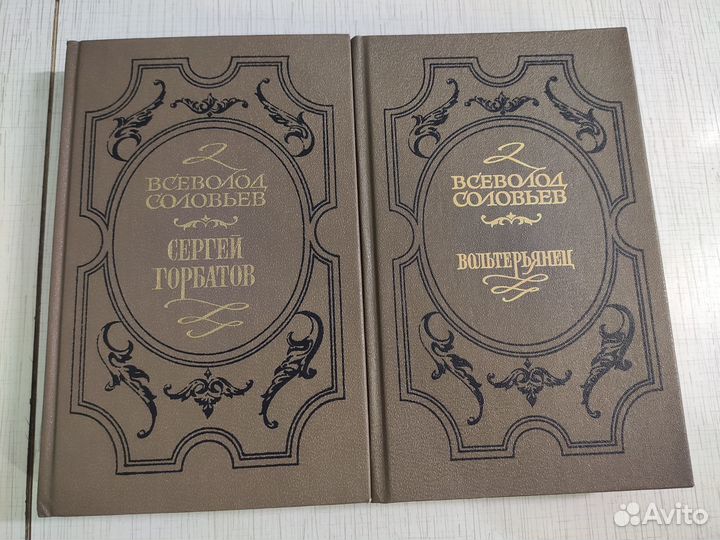 ВСЕВОЛОД
СОЛОВЬЕВ
СЕРГЕЙ
ГОРБАТОВ
ВСЕВОЛОД
СОЛОВЬЕВ
ВОЛЬТЕРЬЯНЕЦ
Avito